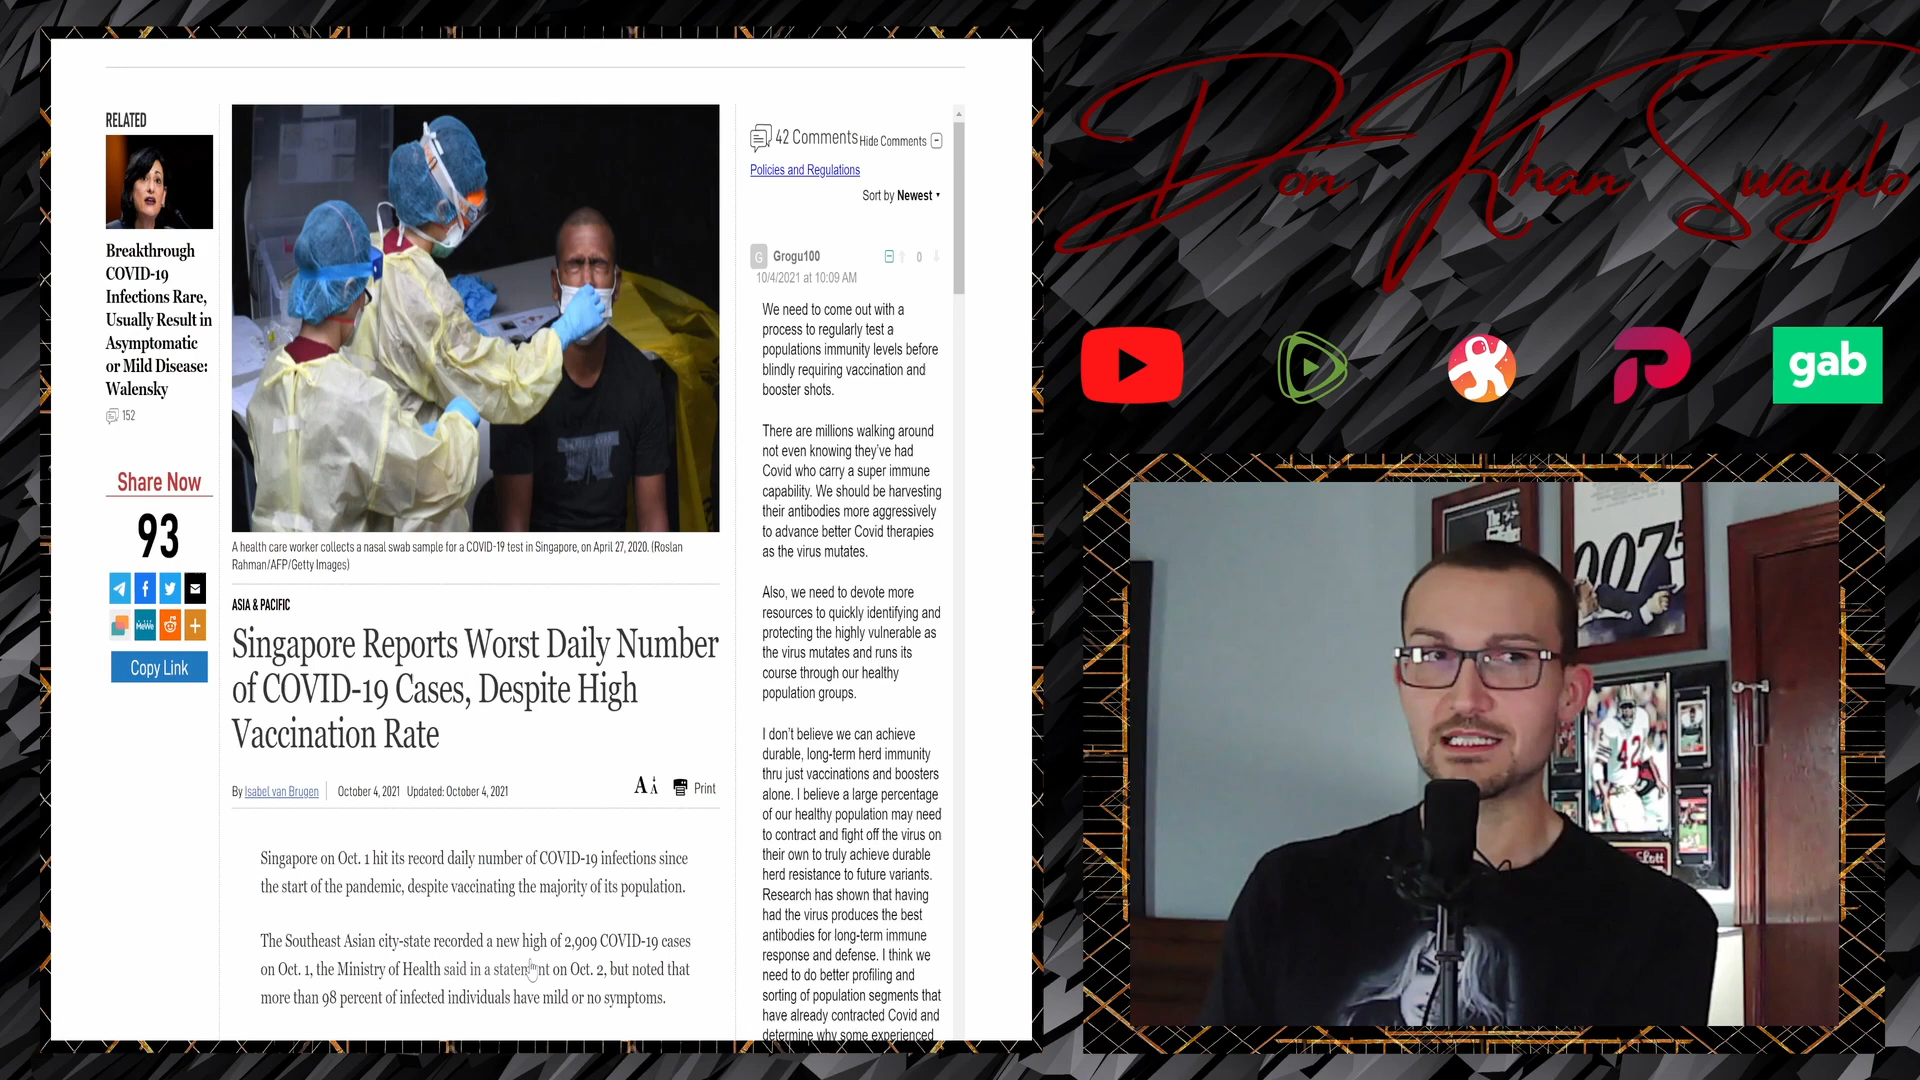 RELATED
Breakthrough
COVID-19
Infections Rare,
Usually Result in
Asymptomatic
or Mild Disease:
Walensky
152
Share Now
93
MeWe
Copy Link
A health care worker collects a nasal swab sample for a COVID-19 test in Singapore, on April 27, 2020. (Roslan
Rahman/AFP/Getty Images)
ASIA & PACIFIC
Singapore Reports Worst Daily Number
of COVID-19 Cases, Despite High
Vaccination Rate
By Isabel van Brugen
October 4, 2021 Updated: October 4, 2021
A A
Print
Singapore on Oct. 1 hit its record daily number of COVID-19 infections since
the start of the pandemic, despite vaccinating the majority of its population.
The Southeast Asian city-state recorded a new high of 2,909 COVID-19 cases
on Oct. 1, the Ministry of Health said in a statement on Oct. 2, but noted that
more than 98 percent of infected individuals have mild or no symptoms.
42 Comments
Hide Comments
Policies and Regulations
Sort by Newest
G
Grogu100
0
10/4/2021 at 10:09 AM
We need to come out with a
process to regularly test a
populations immunity levels before
blindly requiring vaccination and
booster shots.
There are millions walking around
not even knowing they've had
Covid who carry a super immune
capability. We should be harvesting
their antibodies more aggressively
to advance better Covid therapies
as the virus mutates.
Also, we need to devote more
resources to quickly identifying and
protecting the highly vulnerable as
the virus mutates and runs its
course through our healthy
population groups.
I don't believe we can achieve
durable, long-term herd immunity
thru just vaccinations and boosters
alone. I believe a large percentage
of our healthy population may need
to contract and fight off the virus on
their own to truly achieve durable
herd resistance to future variants.
Research has shown that having
had the virus produces the best
antibodies for long-term immune
response and defense. I think we
need to do better profiling and
sorting of population segments that
have already contracted Covid and
determine why some experienced
Don Khan Swaylo
gab
007
42